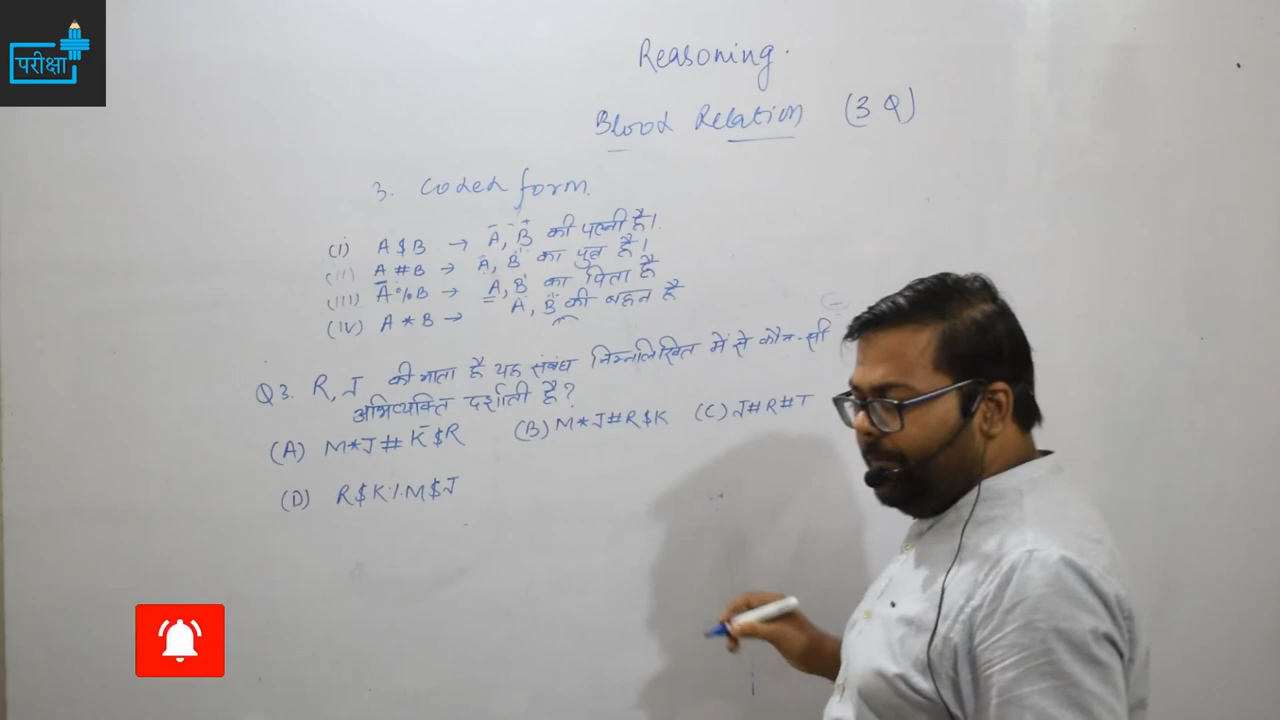 परीक्षा
Reasoning.
Blood Relation (3 Q)
3. Coded form.
(I) A $ B → A, B की पत्नी है।
(II) A # B → A, B का पुत्र है।
(III) A % B → A, B का पिता है
(IV) A * B → A, B की बहन है
Q3. R, J की माता है यह संबंध निम्नलिखित में से कौन-सी
अभिव्यक्ति दर्शाती है?
(A) M*J # K $ R (B) M * J # R $ K (C) J # R # T
(D) R $ K % M $ J